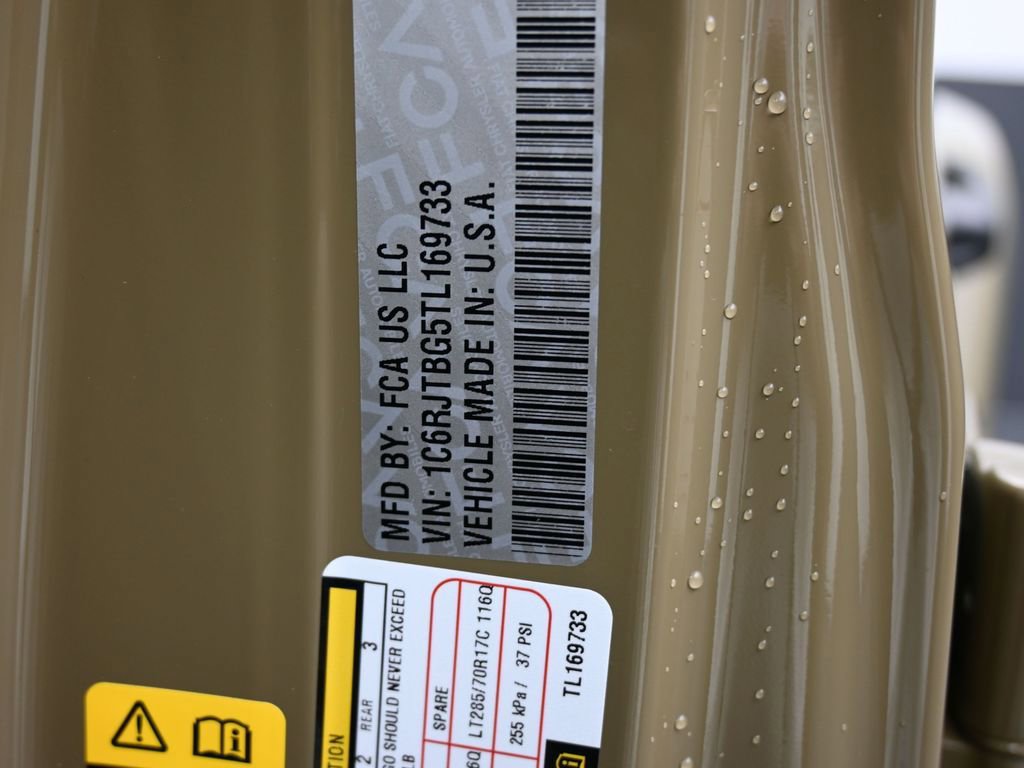 MFD BY: FCA US LLC
VIN: 1C6RJTBG5TL169733
VEHICLE MADE IN: U.S.A.
2 REAR 3
GO SHOULD NEVER EXCEED
LB
SPARE
LT285/70R17C 116Q
255 kPa / 37 PSI
TL169733